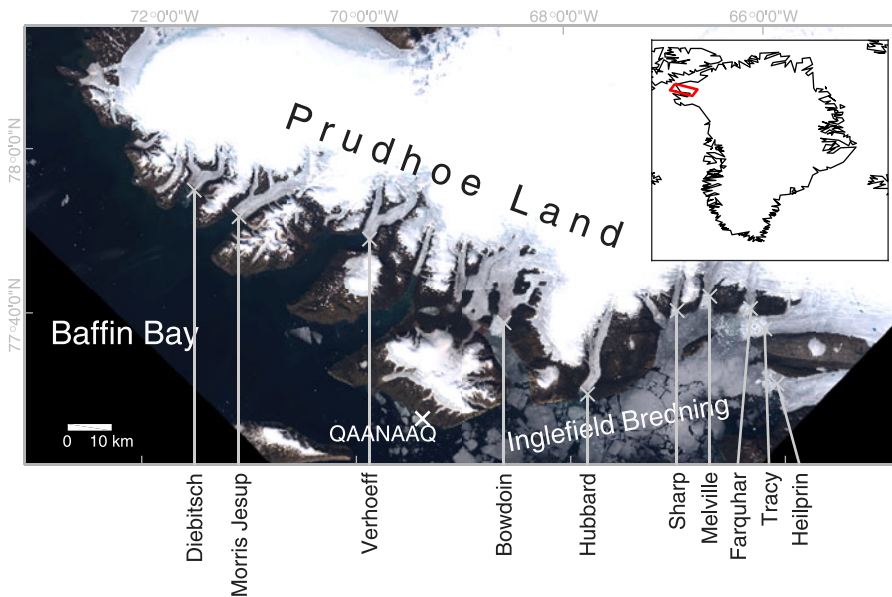 72°0'0"W
70°0'0"W
68°0'0"W
66°0'0"W
78°0'0"N
77°40'0"N
Prudhoe Land
Baffin Bay
0 10 km
QAANAAQ
Inglefield Bredning
Diebitsch
Morris Jesup
Verhoeff
Bowdoin
Hubbard
Sharp
Melville
Farquhar
Tracy
Heilprin